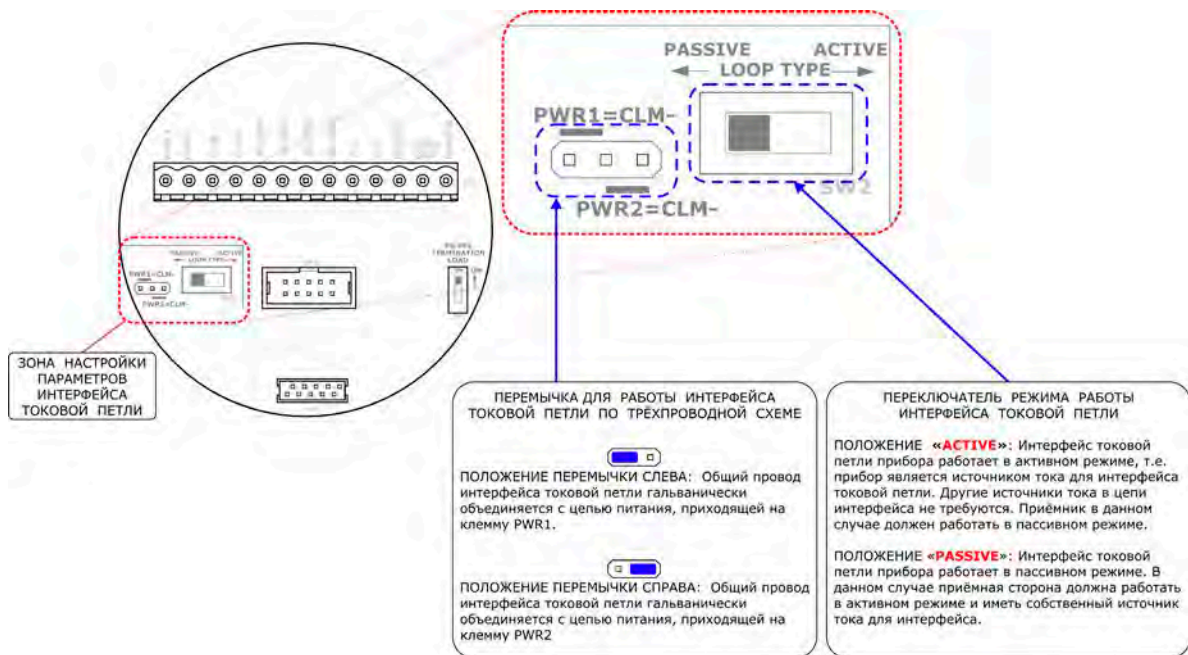 PASSIVE ACTIVE
LOOP TYPE
PWR1=CLM-
SW2
PWR2=CLM-
PASSIVE ACTIVE
LOOP TYPE
PWR1=CLM-
PWR2=CLM-
TERMINATION
LOAD
ЗОНА НАСТРОЙКИ
ПАРАМЕТРОВ
ИНТЕРФЕЙСА
ТОКОВОЙ ПЕТЛИ
ПЕРЕМЫЧКА ДЛЯ РАБОТЫ ИНТЕРФЕЙСА
ТОКОВОЙ ПЕТЛИ ПО ТРЁХПРОВОДНОЙ СХЕМЕ
ПОЛОЖЕНИЕ ПЕРЕМЫЧКИ СЛЕВА: Общий провод
интерфейса токовой петли гальванически
объединяется с цепью питания, приходящей на
клемму PWR1.
ПОЛОЖЕНИЕ ПЕРЕМЫЧКИ СПРАВА: Общий провод
интерфейса токовой петли гальванически
объединяется с цепью питания, приходящей на
клемму PWR2
ПЕРЕКЛЮЧАТЕЛЬ РЕЖИМА РАБОТЫ
ИНТЕРФЕЙСА ТОКОВОЙ ПЕТЛИ
ПОЛОЖЕНИЕ «ACTIVE»: Интерфейс токовой
петли прибора работает в активном режиме, т.е.
прибор является источником тока для интерфейса
токовой петли. Другие источники тока в цепи
интерфейса не требуются. Приёмник в данном
случае должен работать в пассивном режиме.
ПОЛОЖЕНИЕ «PASSIVE»: Интерфейс токовой
петли прибора работает в пассивном режиме. В
данном случае приёмная сторона должна работать
в активном режиме и иметь собственный источник
тока для интерфейса.